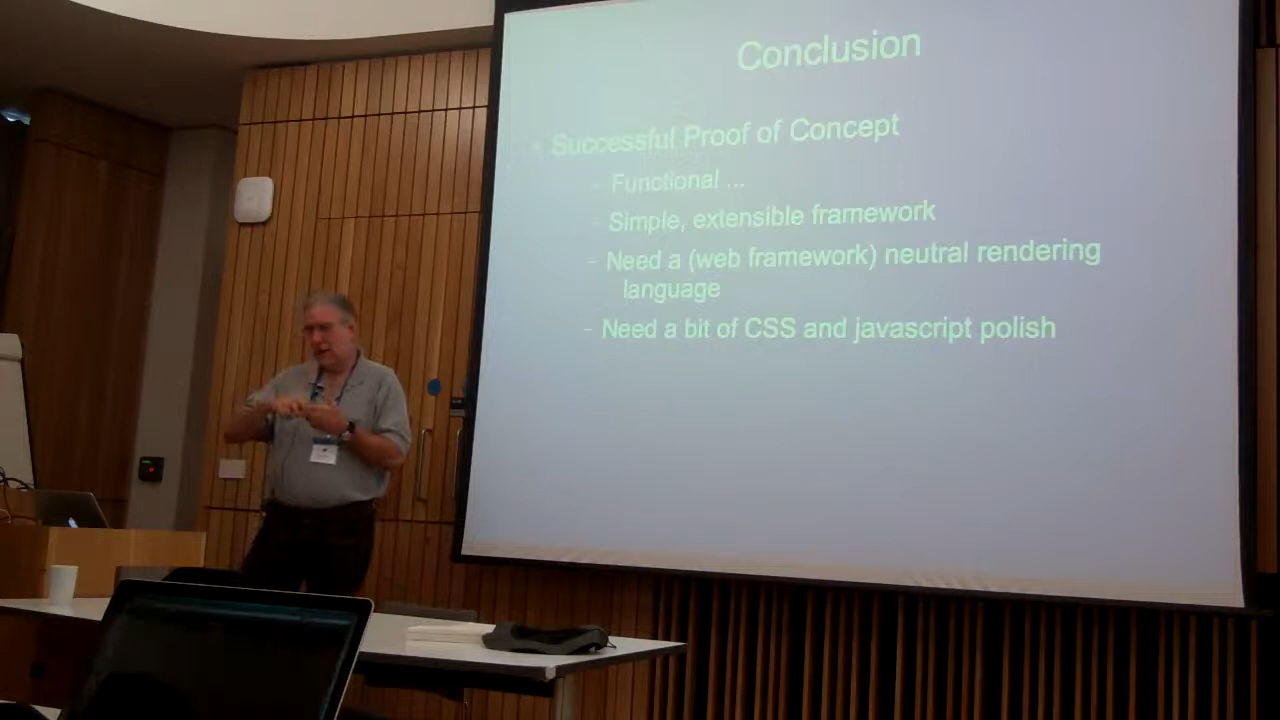 Conclusion
Successful Proof of Concept
- Functional ...
- Simple, extensible framework
- Need a (web framework) neutral rendering
language
- Need a bit of CSS and javascript polish